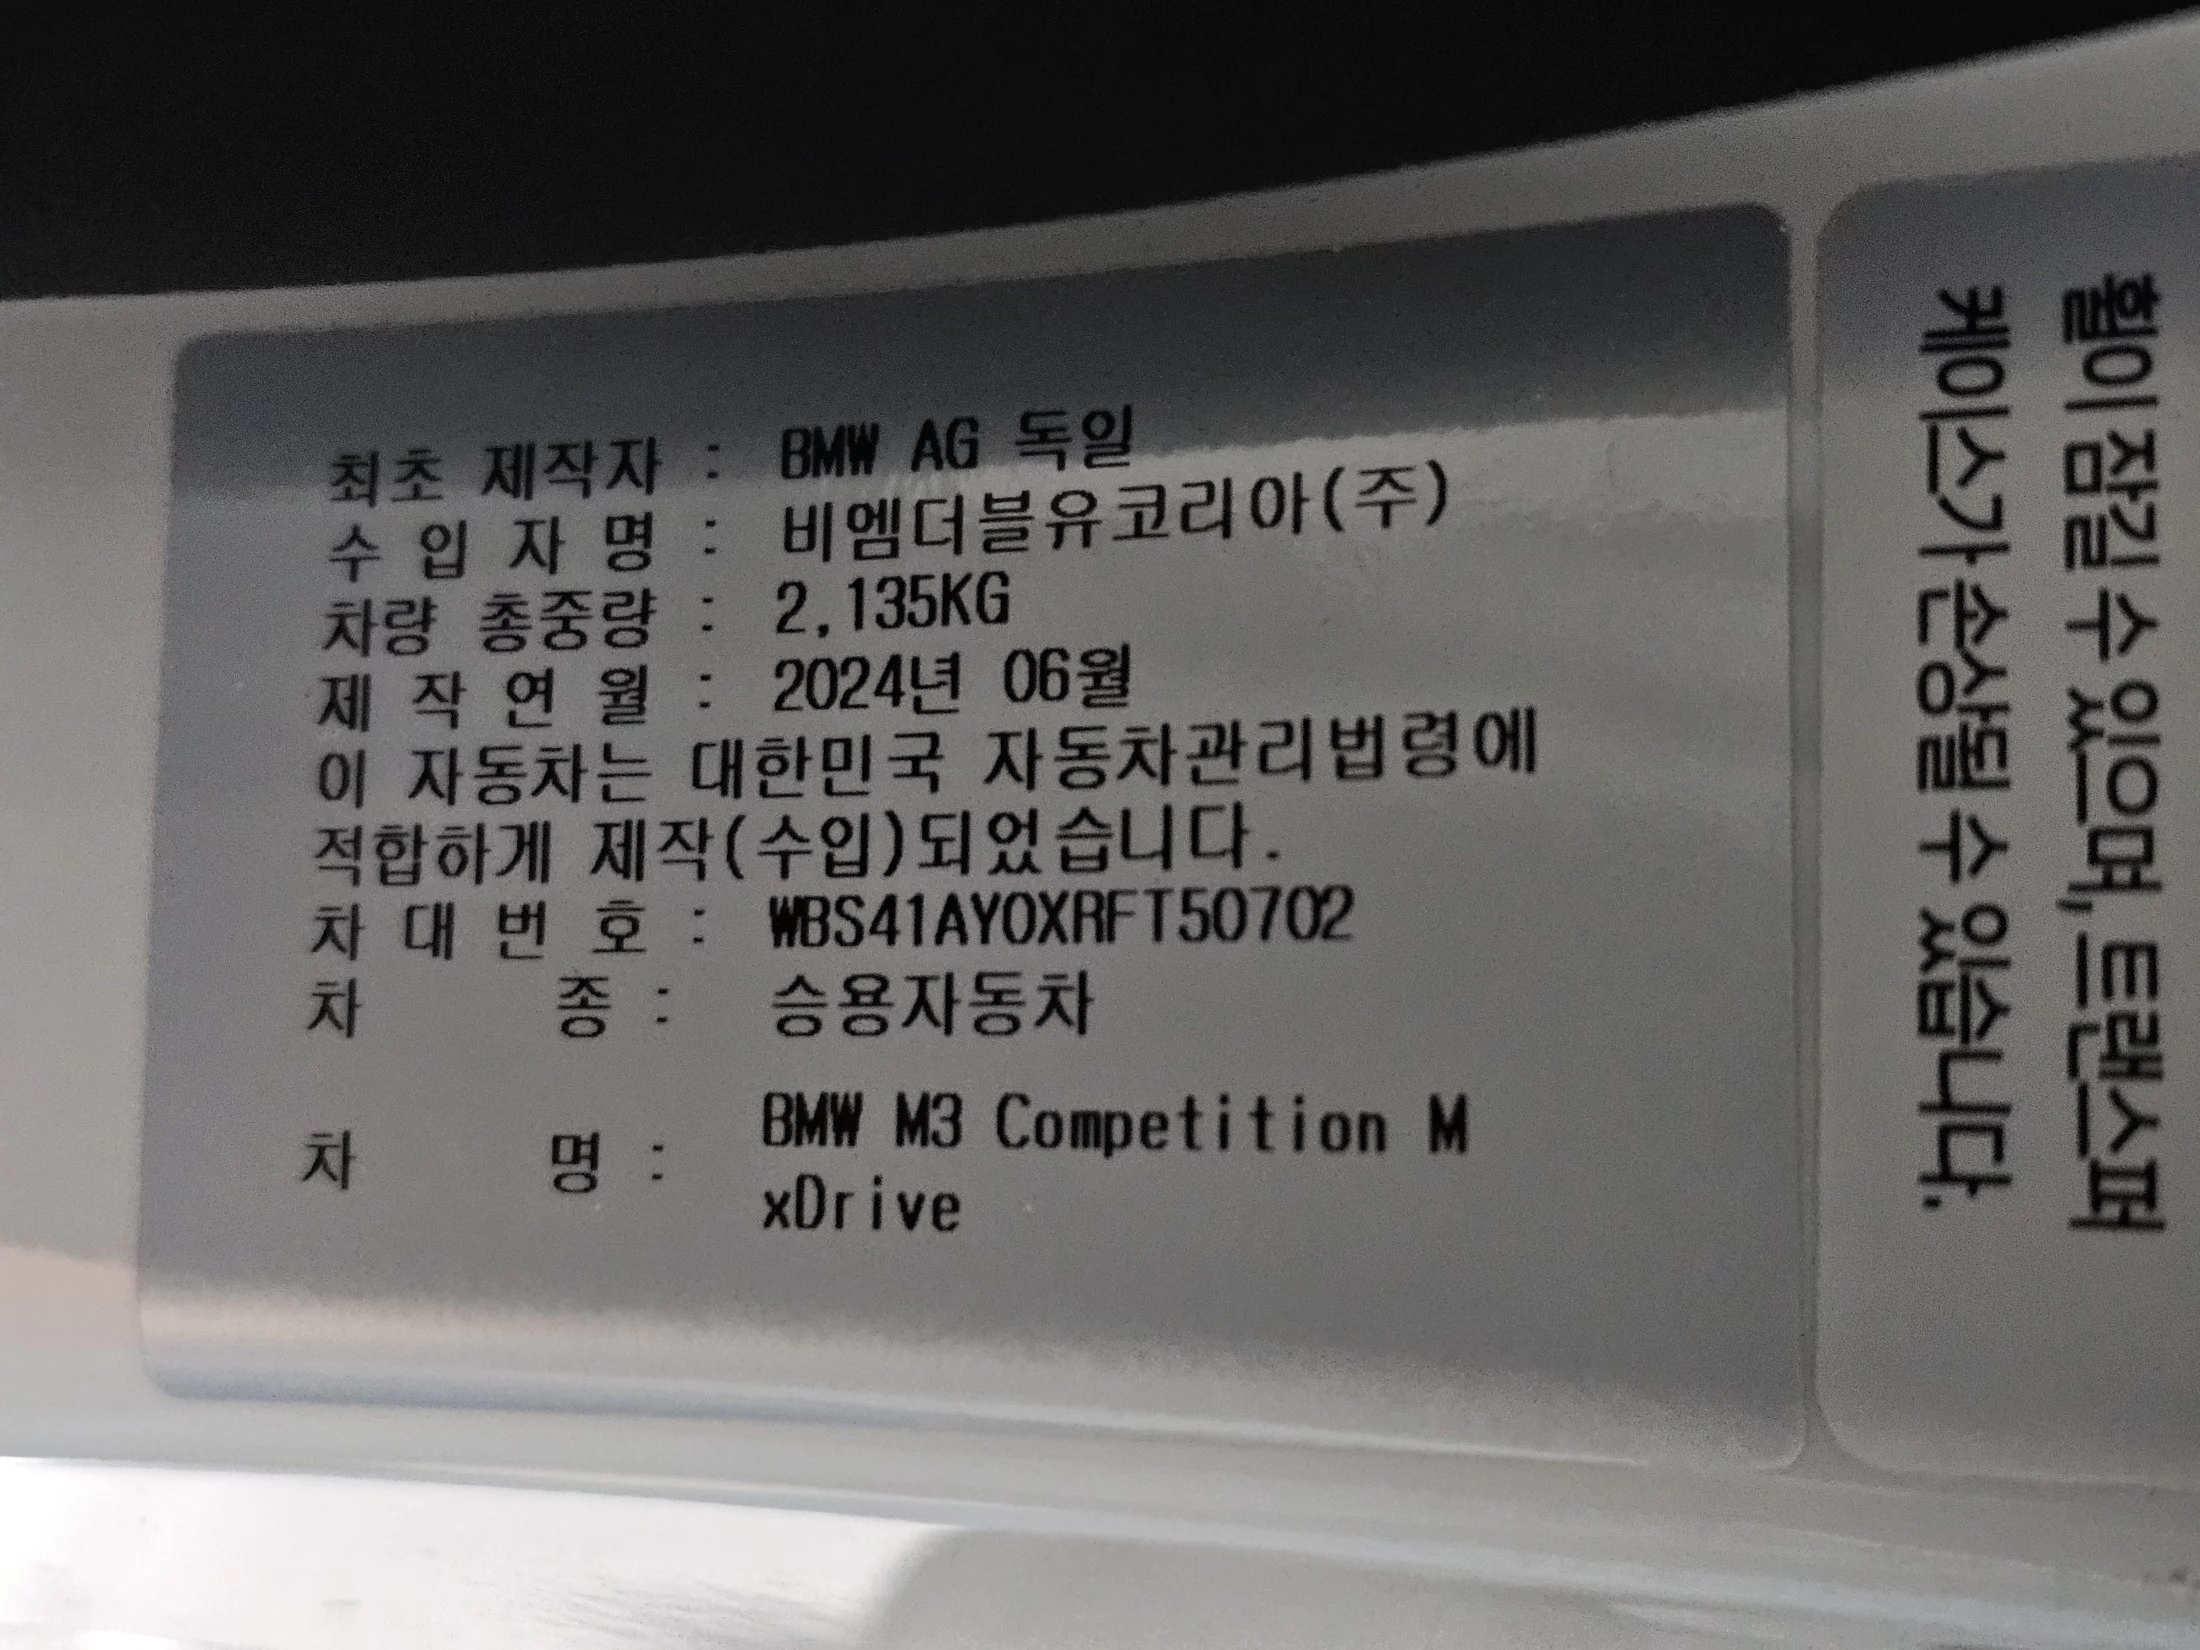 최초 제작자 : BMW AG 독일
수 입 자 명 : 비엠더블유코리아(주)
차량 총중량 : 2,135KG
제 작 연 월 : 2024년 06월
이 자동차는 대한민국 자동차관리법령에
적합하게 제작(수입)되었습니다.
차 대 번 호 : WBS41AY0XRFT50702
차 종 : 승용자동차
차 명 : BMW M3 Competition M
xDrive
휠이 잠길 수 있으며, 트랜스퍼
케이스가 손상될 수 있습니다.